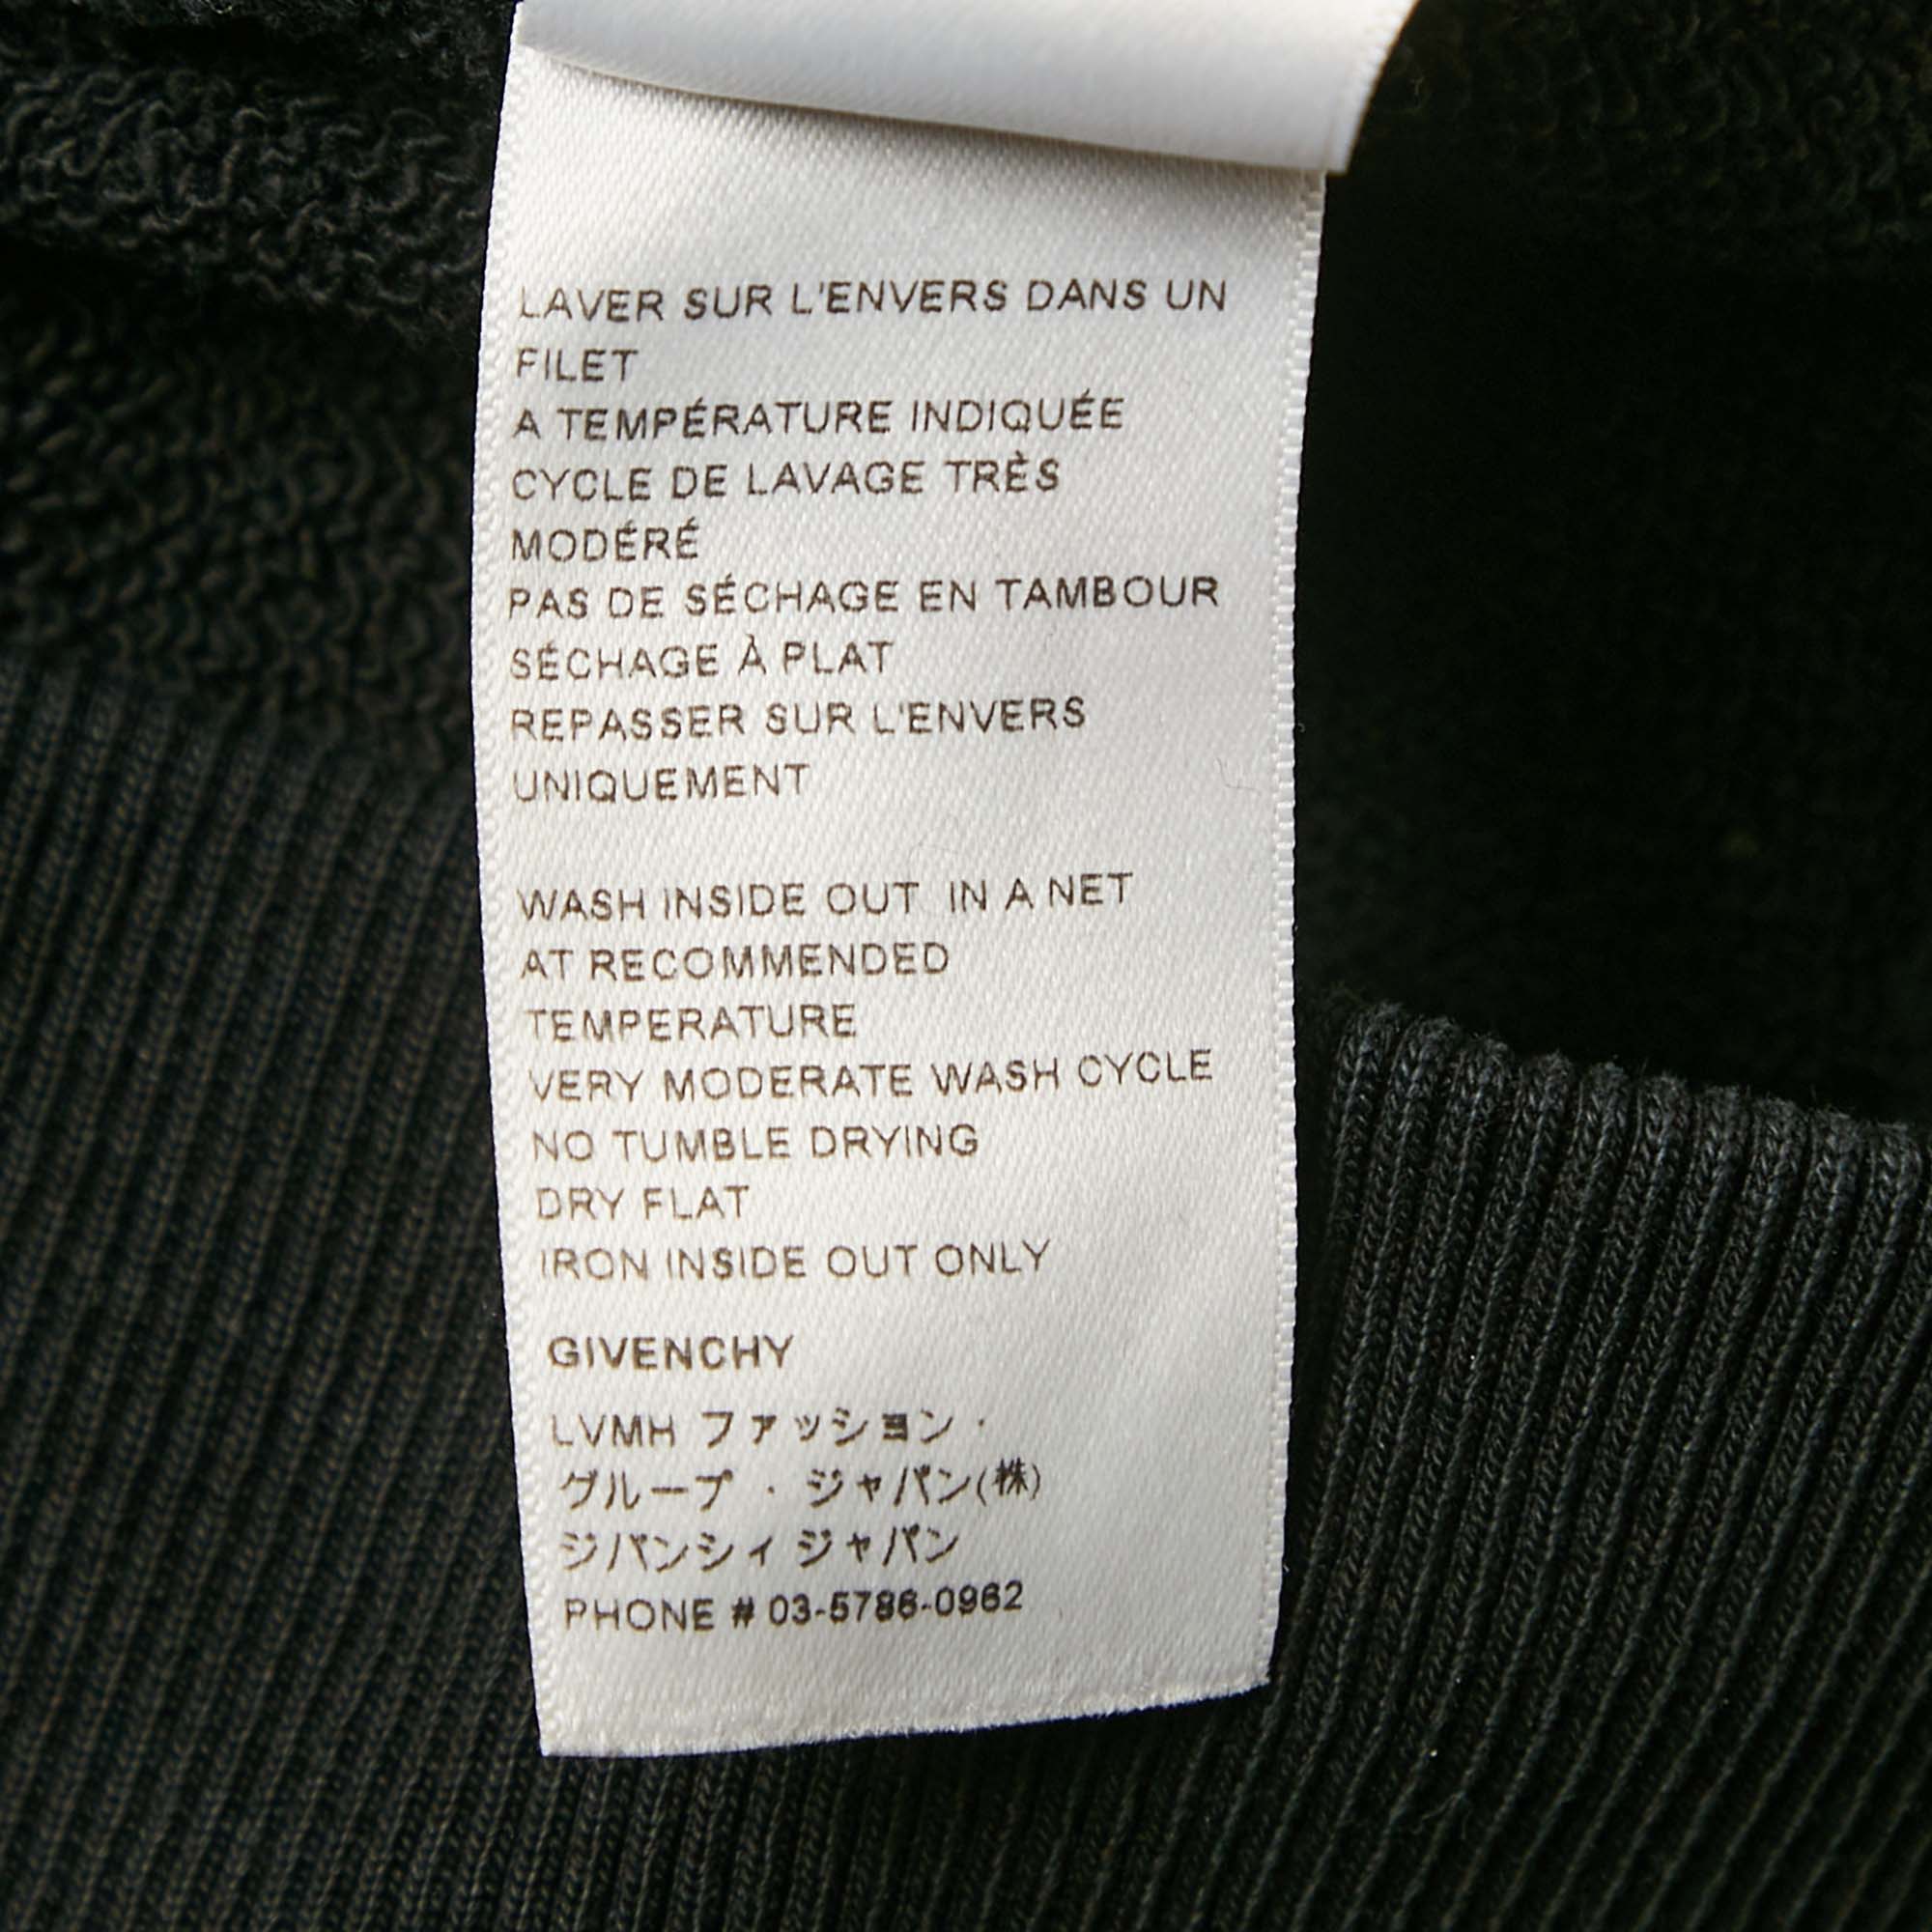 LAVER SUR L'ENVERS DANS UN
FILET
A TEMPÉRATURE INDIQUÉE
CYCLE DE LAVAGE TRÈS
MODÉRÉ
PAS DE SÉCHAGE EN TAMBOUR
SÉCHAGE À PLAT
REPASSER SUR L'ENVERS
UNIQUEMENT
WASH INSIDE OUT IN A NET
AT RECOMMENDED
TEMPERATURE
VERY MODERATE WASH CYCLE
NO TUMBLE DRYING
DRY FLAT
IRON INSIDE OUT ONLY
GIVENCHY
LVMH ファッション・
グループ・ジャパン(株)
ジバンシィ ジャパン
PHONE # 03-5786-0962